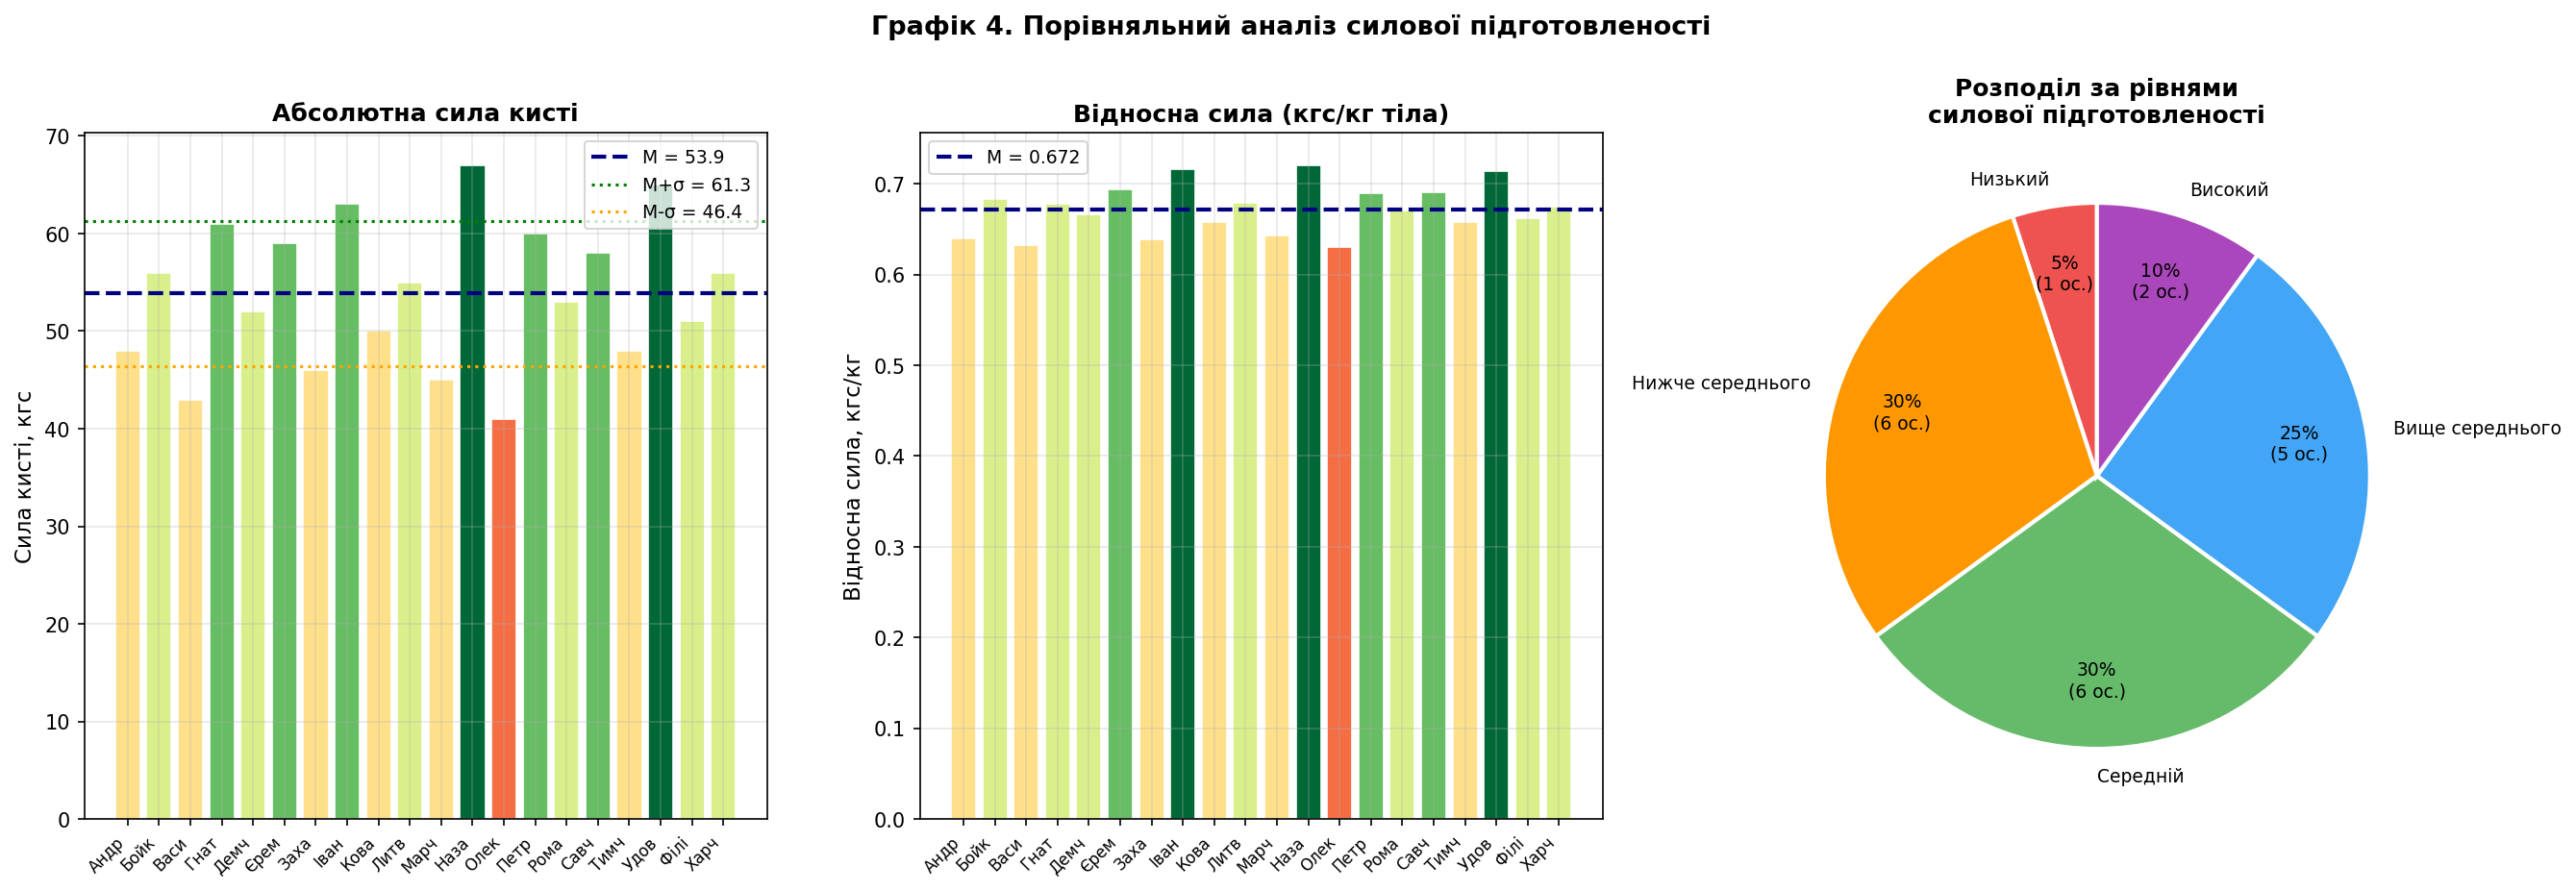 Графік 4. Порівняльний аналіз силової підготовленості
Абсолютна сила кисті
Сила кисті, кгс
70
60
50
40
30
20
10
0
M = 53.9
M+σ = 61.3
M-σ = 46.4
Андр
Бойк
Васи
Гнат
Демч
Єрем
Заха
Іван
Кова
Литв
Марч
Наза
Олек
Петр
Рома
Савч
Тимч
Удов
Філі
Харч
Відносна сила (кгс/кг тіла)
Відносна сила, кгс/кг
0.7
0.6
0.5
0.4
0.3
0.2
0.1
0.0
M = 0.672
Андр
Бойк
Васи
Гнат
Демч
Єрем
Заха
Іван
Кова
Литв
Марч
Наза
Олек
Петр
Рома
Савч
Тимч
Удов
Філі
Харч
Розподіл за рівнями
силової підготовленості
Низький
5%
(1 ос.)
Високий
10%
(2 ос.)
Нижче середнього
30%
(6 ос.)
Вище середнього
25%
(5 ос.)
30%
(6 ос.)
Середній